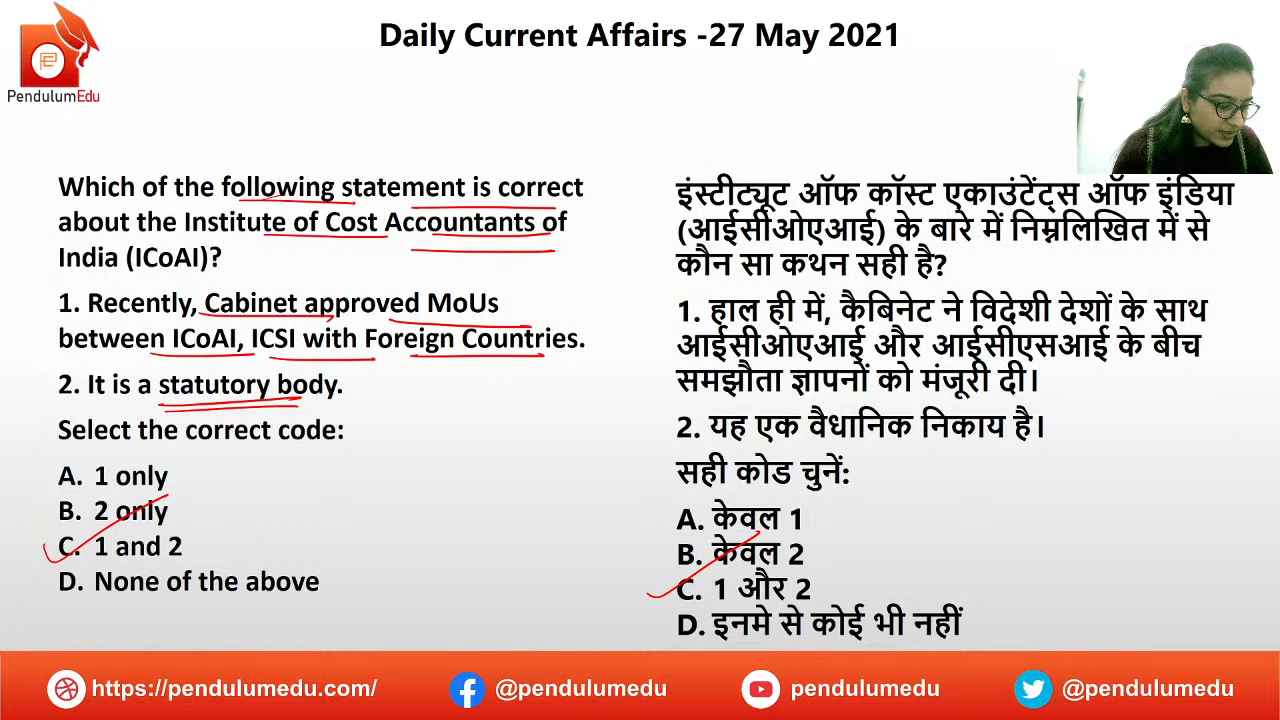 Daily Current Affairs -27 May 2021
PE
PendulumEdu
Which of the following statement is correct
about the Institute of Cost Accountants of
India (ICoAI)?
1. Recently, Cabinet approved MoUs
between ICoAI, ICSI with Foreign Countries.
2. It is a statutory body.
Select the correct code:
A. 1 only
B. 2 only
C. 1 and 2
D. None of the above
इंस्टीट्यूट ऑफ कॉस्ट एकाउंटेंट्स ऑफ इंडिया
(आईसीओएआई) के बारे में निम्नलिखित में से
कौन सा कथन सही है?
1. हाल ही में, कैबिनेट ने विदेशी देशों के साथ
आईसीओएआई और आईसीएसआई के बीच
समझौता ज्ञापनों को मंजूरी दी।
2. यह एक वैधानिक निकाय है।
सही कोड चुनें:
A. केवल 1
B. केवल 2
C. 1 और 2
D. इनमे से कोई भी नहीं
https://pendulumedu.com/
@pendulumedu
pendulumedu
@pendulumedu